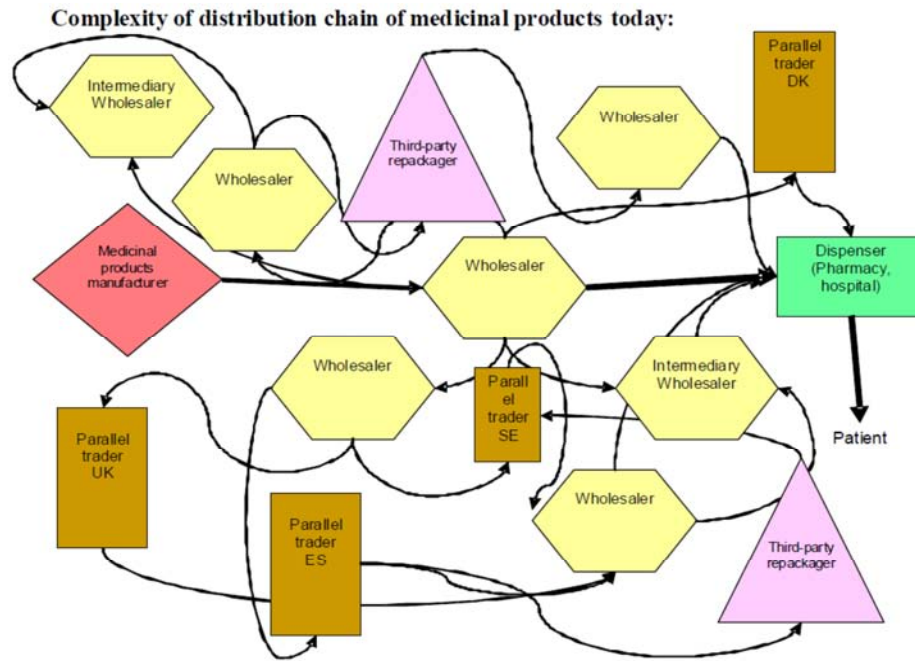 Complexity of distribution chain of medicinal products today:
Intermediary
Wholesaler
Wholesaler
Third-party
repackager
Wholesaler
Parallel
trader
DK
Medicinal
products
manufacturer
Wholesaler
Dispenser
(Pharmacy,
hospital)
Wholesaler
Parall
el
trader
SE
Intermediary
Wholesaler
Patient
Parallel
trader
UK
Parallel
trader
ES
Wholesaler
Third-party
repackager